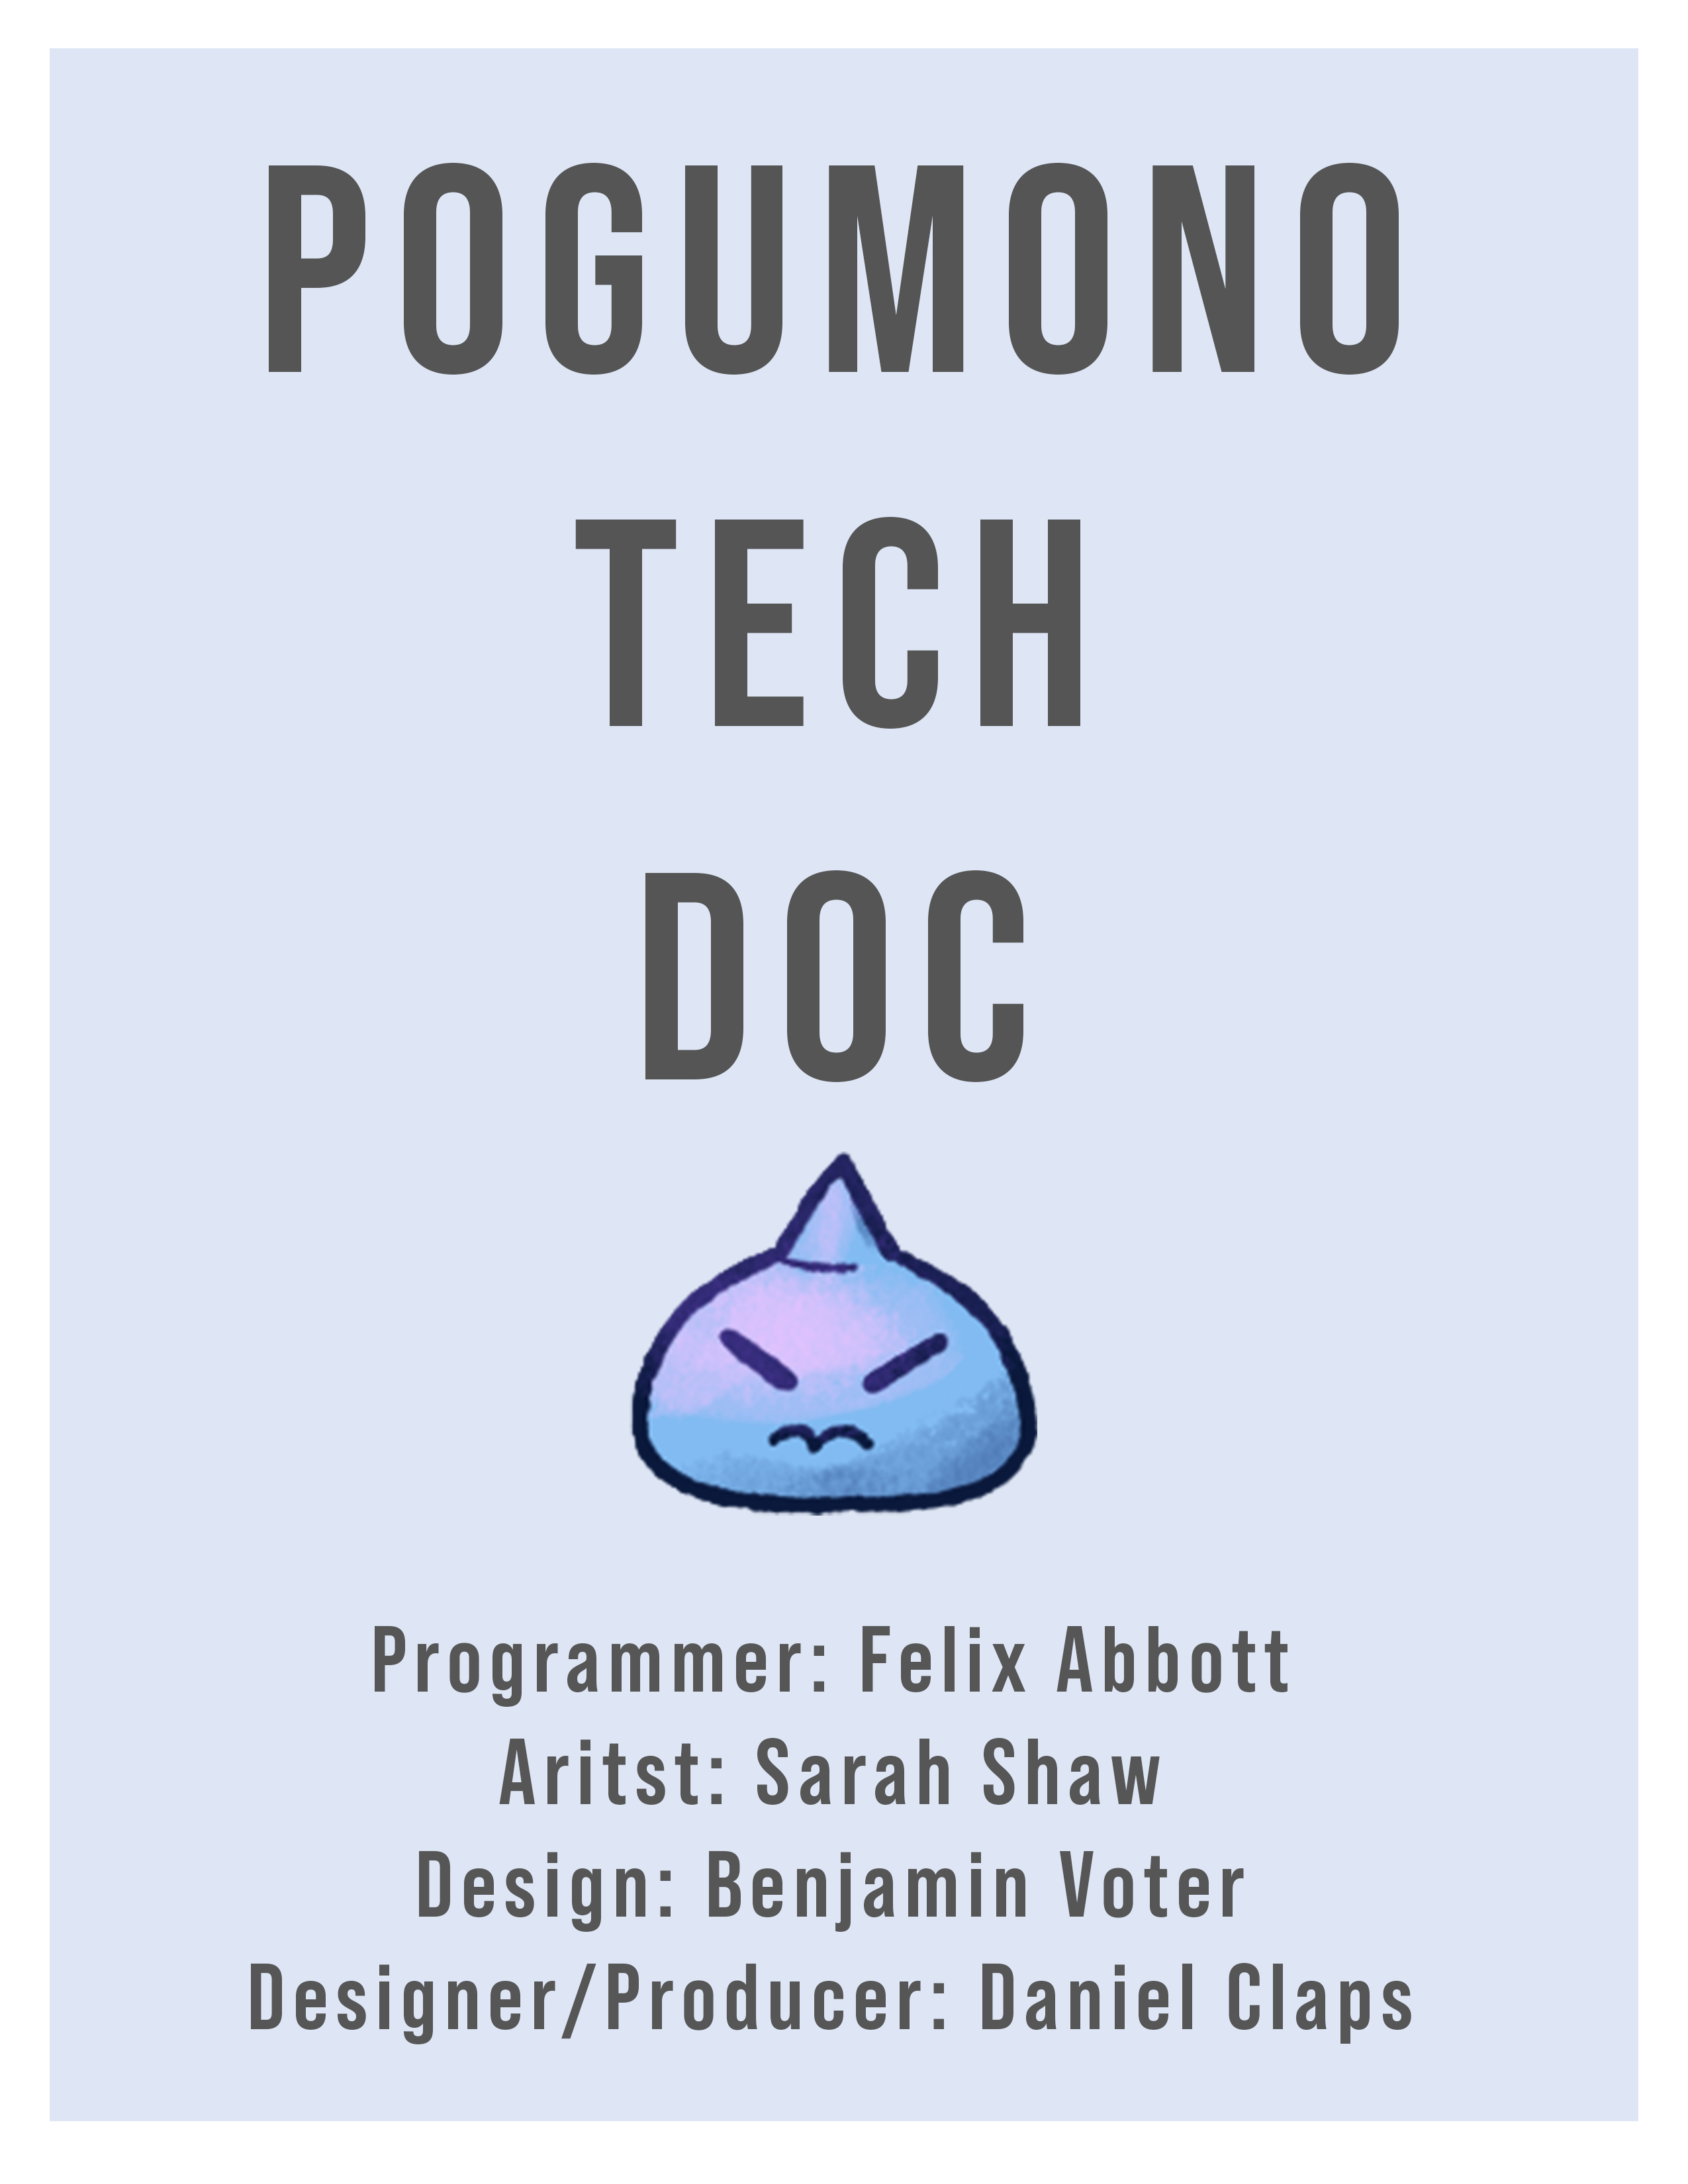 POGUMONO
TECH
DOC
Programmer: Felix Abbott
Aritst: Sarah Shaw
Design: Benjamin Voter
Designer/Producer: Daniel Claps